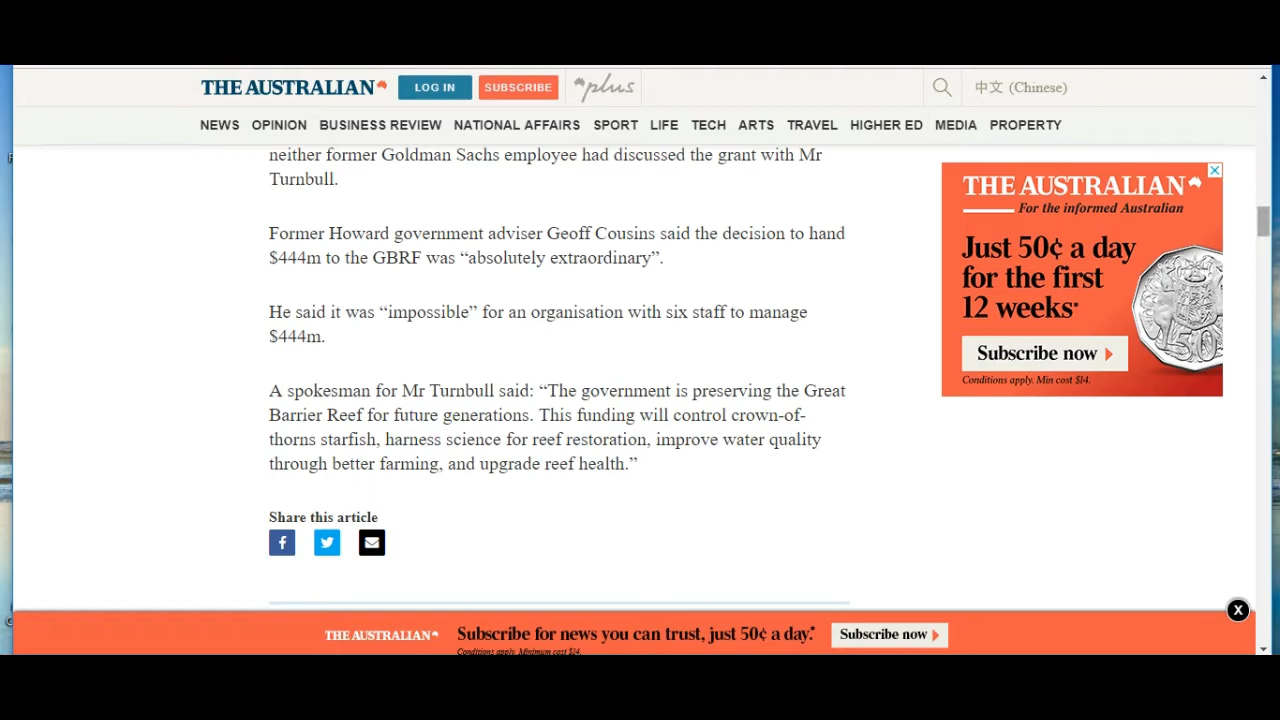 THE AUSTRALIAN
LOG IN
SUBSCRIBE
plus
中文 (Chinese)
NEWS OPINION BUSINESS REVIEW NATIONAL AFFAIRS SPORT LIFE TECH ARTS TRAVEL HIGHER ED MEDIA PROPERTY
neither former Goldman Sachs employee had discussed the grant with Mr
Turnbull.
Former Howard government adviser Geoff Cousins said the decision to hand
$444m to the GBRF was “absolutely extraordinary”.
He said it was “impossible” for an organisation with six staff to manage
$444m.
A spokesman for Mr Turnbull said: “The government is preserving the Great
Barrier Reef for future generations. This funding will control crown-of-
thorns starfish, harness science for reef restoration, improve water quality
through better farming, and upgrade reef health.”
Share this article
THE AUSTRALIAN
For the informed Australian
Just 50¢ a day
for the first
12 weeks*
Subscribe now
Conditions apply. Min cost $14.
50
THE AUSTRALIAN
Subscribe for news you can trust, just 50¢ a day.*
Conditions apply. Minimum cost $14.
Subscribe now
X